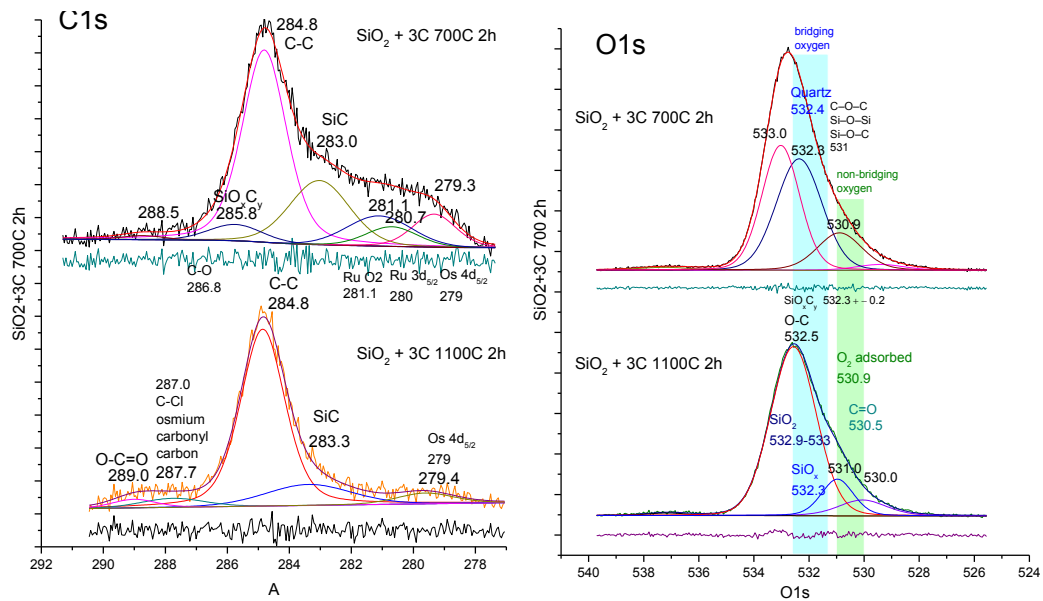 C1s
284.8
C-C
SiO2 + 3C 700C 2h
SiC
283.0
279.3
SiOxCy
285.8
288.5
281.1
280.7
SiO2+3C 700C 2h
C-O
286.8
Ru O2
281.1
Ru 3d5/2
280
Os 4d5/2
279
C-C
284.8
SiO2 + 3C 1100C 2h
287.0
C-Cl
osmium
carbonyl
carbon
287.7
O-C=O
289.0
SiC
283.3
Os 4d5/2
279
279.4
292
290
288
286
284
282
280
278
A
O1s
bridging
oxygen
SiO2 + 3C 700C 2h
Quartz
532.4
C–O–C
Si–O–Si
Si–O–C
531
533.0
532.3
non-bridging
oxygen
530.9
SiO2+3C 700 2h
SiOxCy 532.3 +− 0.2
O-C
532.5
SiO2 + 3C 1100C 2h
O2 adsorbed
530.9
C=O
530.5
SiO2
532.9-533
SiOx
532.3
531.0
530.0
540
538
536
534
532
530
528
526
524
O1s